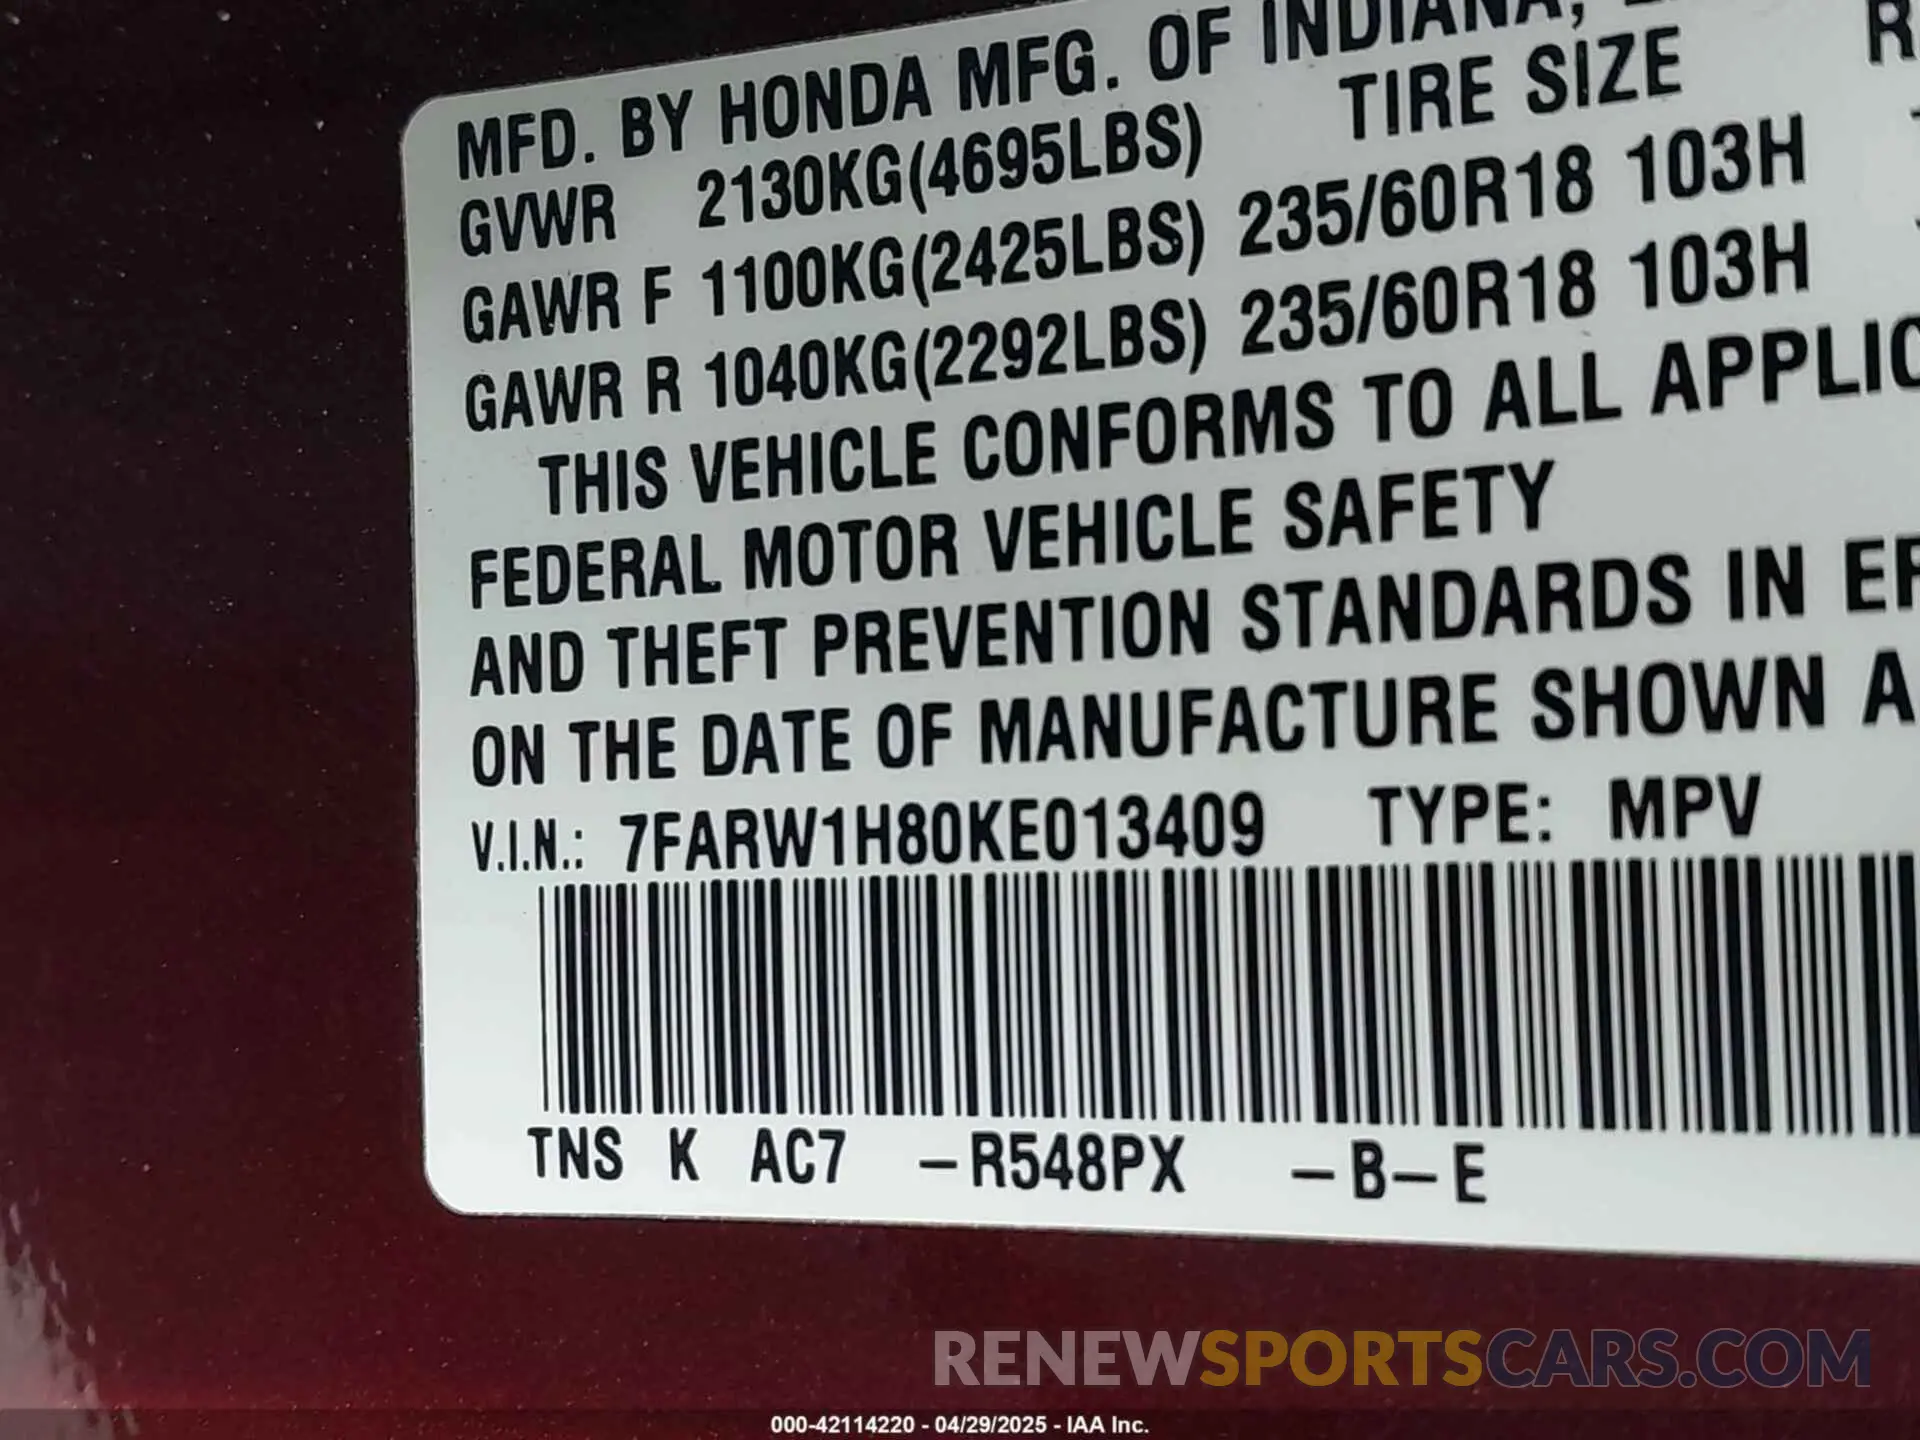 MFD. BY HONDA MFG. OF INDIANA,
TIRE SIZE
GVWR 2130KG(4695LBS)
GAWR F 1100KG(2425LBS) 235/60R18 103H
GAWR R 1040KG(2292LBS) 235/60R18 103H
THIS VEHICLE CONFORMS TO ALL APPLIC
FEDERAL MOTOR VEHICLE SAFETY
AND THEFT PREVENTION STANDARDS IN EF
ON THE DATE OF MANUFACTURE SHOWN A
V.I.N.: 7FARW1H80KE013409 TYPE: MPV
TNS K AC7 -R548PX -B-E
RENEWSPORTSCARS.COM
000-42114220 - 04/29/2025 - IAA Inc.